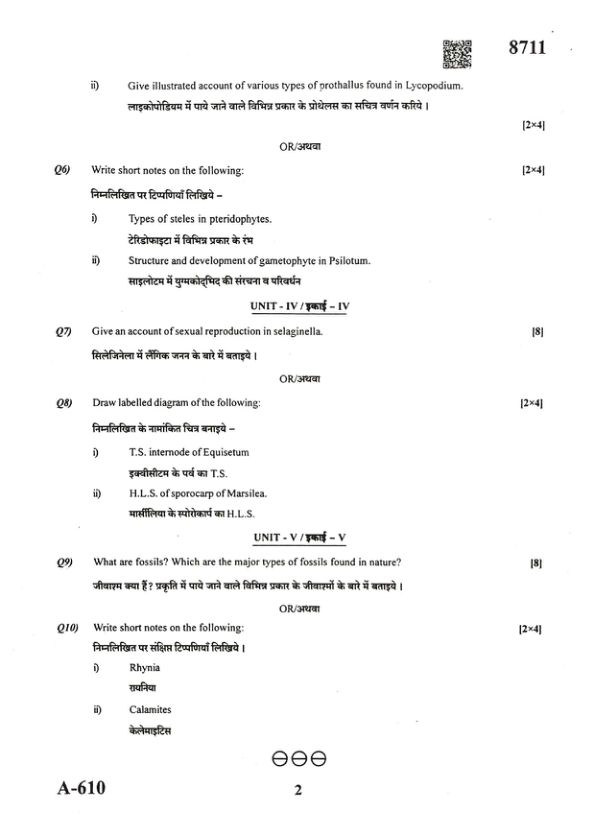 8711
ii) Give illustrated account of various types of prothallus found in Lycopodium.
लाइकोपोडियम में पाये जाने वाले विभिन्न प्रकार के प्रोथेलस का सचित्र वर्णन करिये ।
[2×4]
OR/अथवा
Q6) Write short notes on the following: [2×4]
निम्नलिखित पर टिप्पणियाँ लिखिये –
i) Types of steles in pteridophytes.
टेरिडोफाइटा में विभिन्न प्रकार के रंभ
ii) Structure and development of gametophyte in Psilotum.
साइलोटम में युग्मकोद्‌भिद की संरचना व परिवर्धन
UNIT - IV / इकाई – IV
Q7) Give an account of sexual reproduction in selaginella. [8]
सिलेजिनेला में लैंगिक जनन के बारे में बताइये ।
OR/अथवा
Q8) Draw labelled diagram of the following: [2×4]
निम्नलिखित के नामांकित चित्र बनाइये –
i) T.S. internode of Equisetum
इक्वीसीटम के पर्व का T.S.
ii) H.L.S. of sporocarp of Marsilea.
मार्सीलिया के स्पोरोकार्प का H.L.S.
UNIT - V / इकाई – V
Q9) What are fossils? Which are the major types of fossils found in nature? [8]
जीवाश्म क्या हैं? प्रकृति में पाये जाने वाले विभिन्न प्रकार के जीवाश्मों के बारे में बताइये ।
OR/अथवा
Q10) Write short notes on the following: [2×4]
निम्नलिखित पर संक्षिप्त टिप्पणियाँ लिखिये ।
i) Rhynia
रायनिया
ii) Calamites
केलेमाइटिस
A-610
2